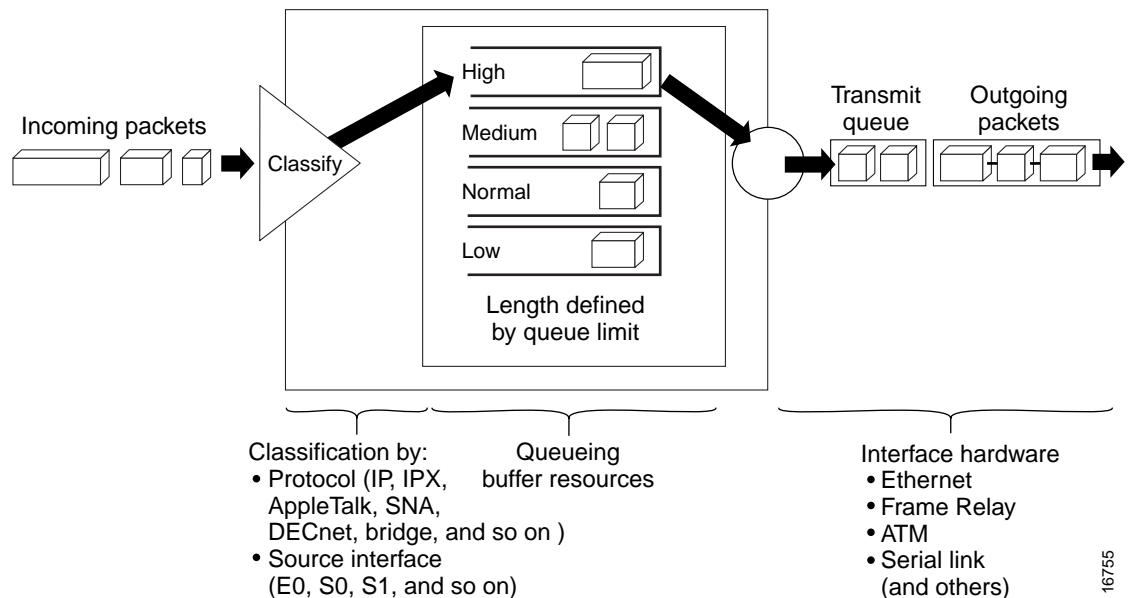 Incoming packets
Classify
High
Medium
Normal
Low
Length defined
by queue limit
Transmit
queue
Outgoing
packets
Classification by:
• Protocol (IP, IPX,
AppleTalk, SNA,
DECnet, bridge, and so on )
• Source interface
(E0, S0, S1, and so on)
Queueing
buffer resources
Interface hardware
• Ethernet
• Frame Relay
• ATM
• Serial link
(and others)
16755